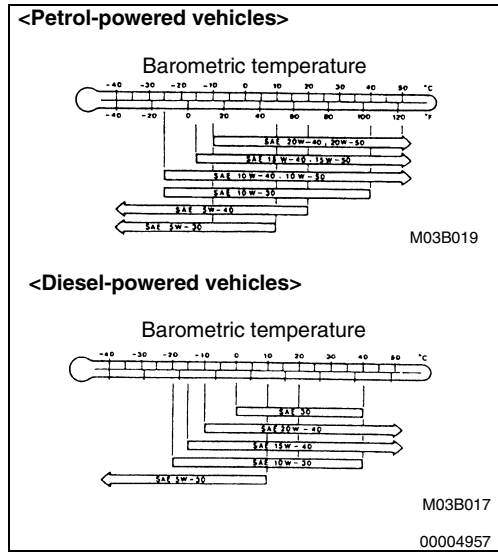 <Petrol-powered vehicles>
Barometric temperature
-40 -30 -20 -10 0 10 20 30 40 50 °C
-40 -20 0 20 40 60 80 100 120 °F
SAE 20W-40, 20W-50
SAE 15W-40, 15W-50
SAE 10W-40, 10W-50
SAE 10W-30
SAE 5W-40
SAE 5W-30
M03B019
<Diesel-powered vehicles>
Barometric temperature
-40 -30 -20 -10 0 10 20 30 40 50 °C
SAE 30
SAE 20W-40
SAE 15W-40
SAE 10W-30
SAE 5W-30
M03B017
00004957